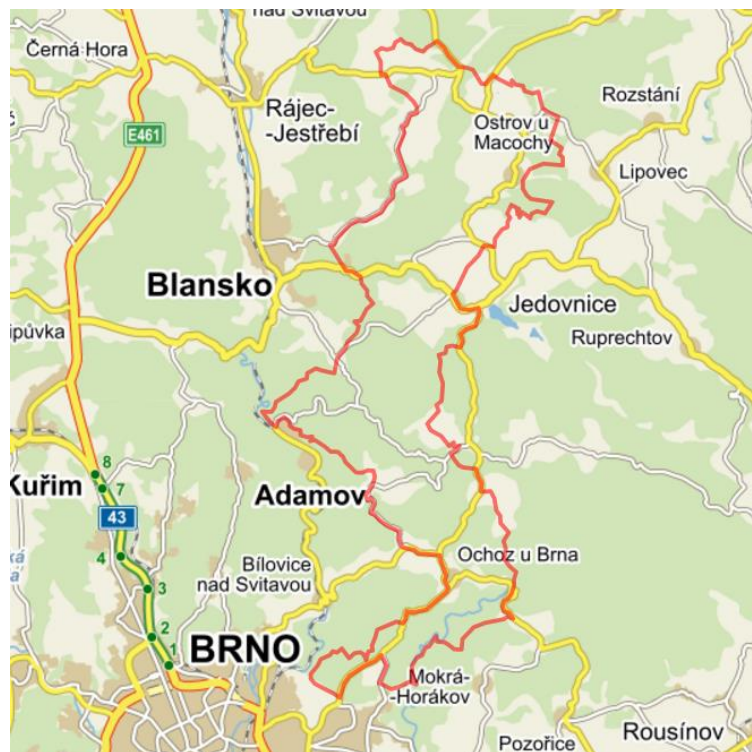 nad Svitavou
Černá Hora
Rájec-
-Jestřebí
E461
Rozstání
Ostrov u
Macochy
Lipovec
Blansko
Jedovnice
Ruprechtov
ipůvka
8
7
Kuřim
43
Adamov
4
Ochoz u Brna
Bílovice
nad Svitavou
3
2
BRNO
1
Mokrá-
-Horákov
Rousínov
Pozořice